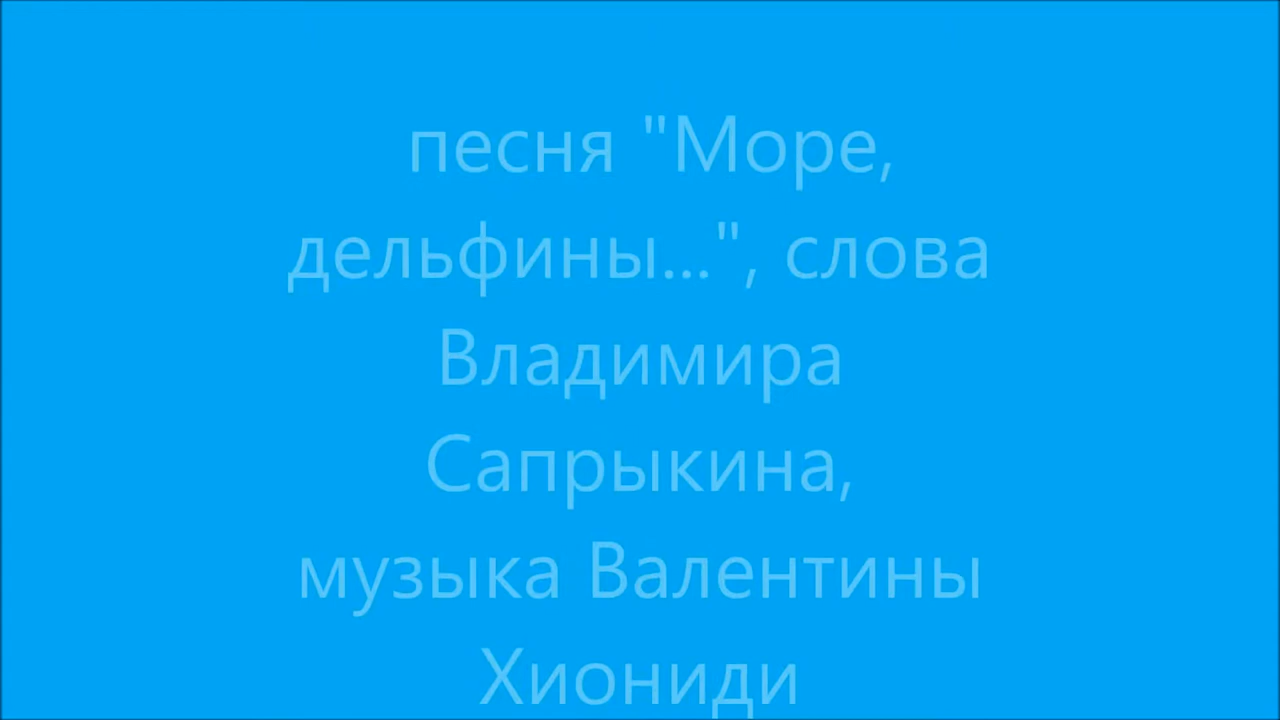 песня "Море,
дельфины...", слова
Владимира
Сапрыкина,
музыка Валентины
Хиониди